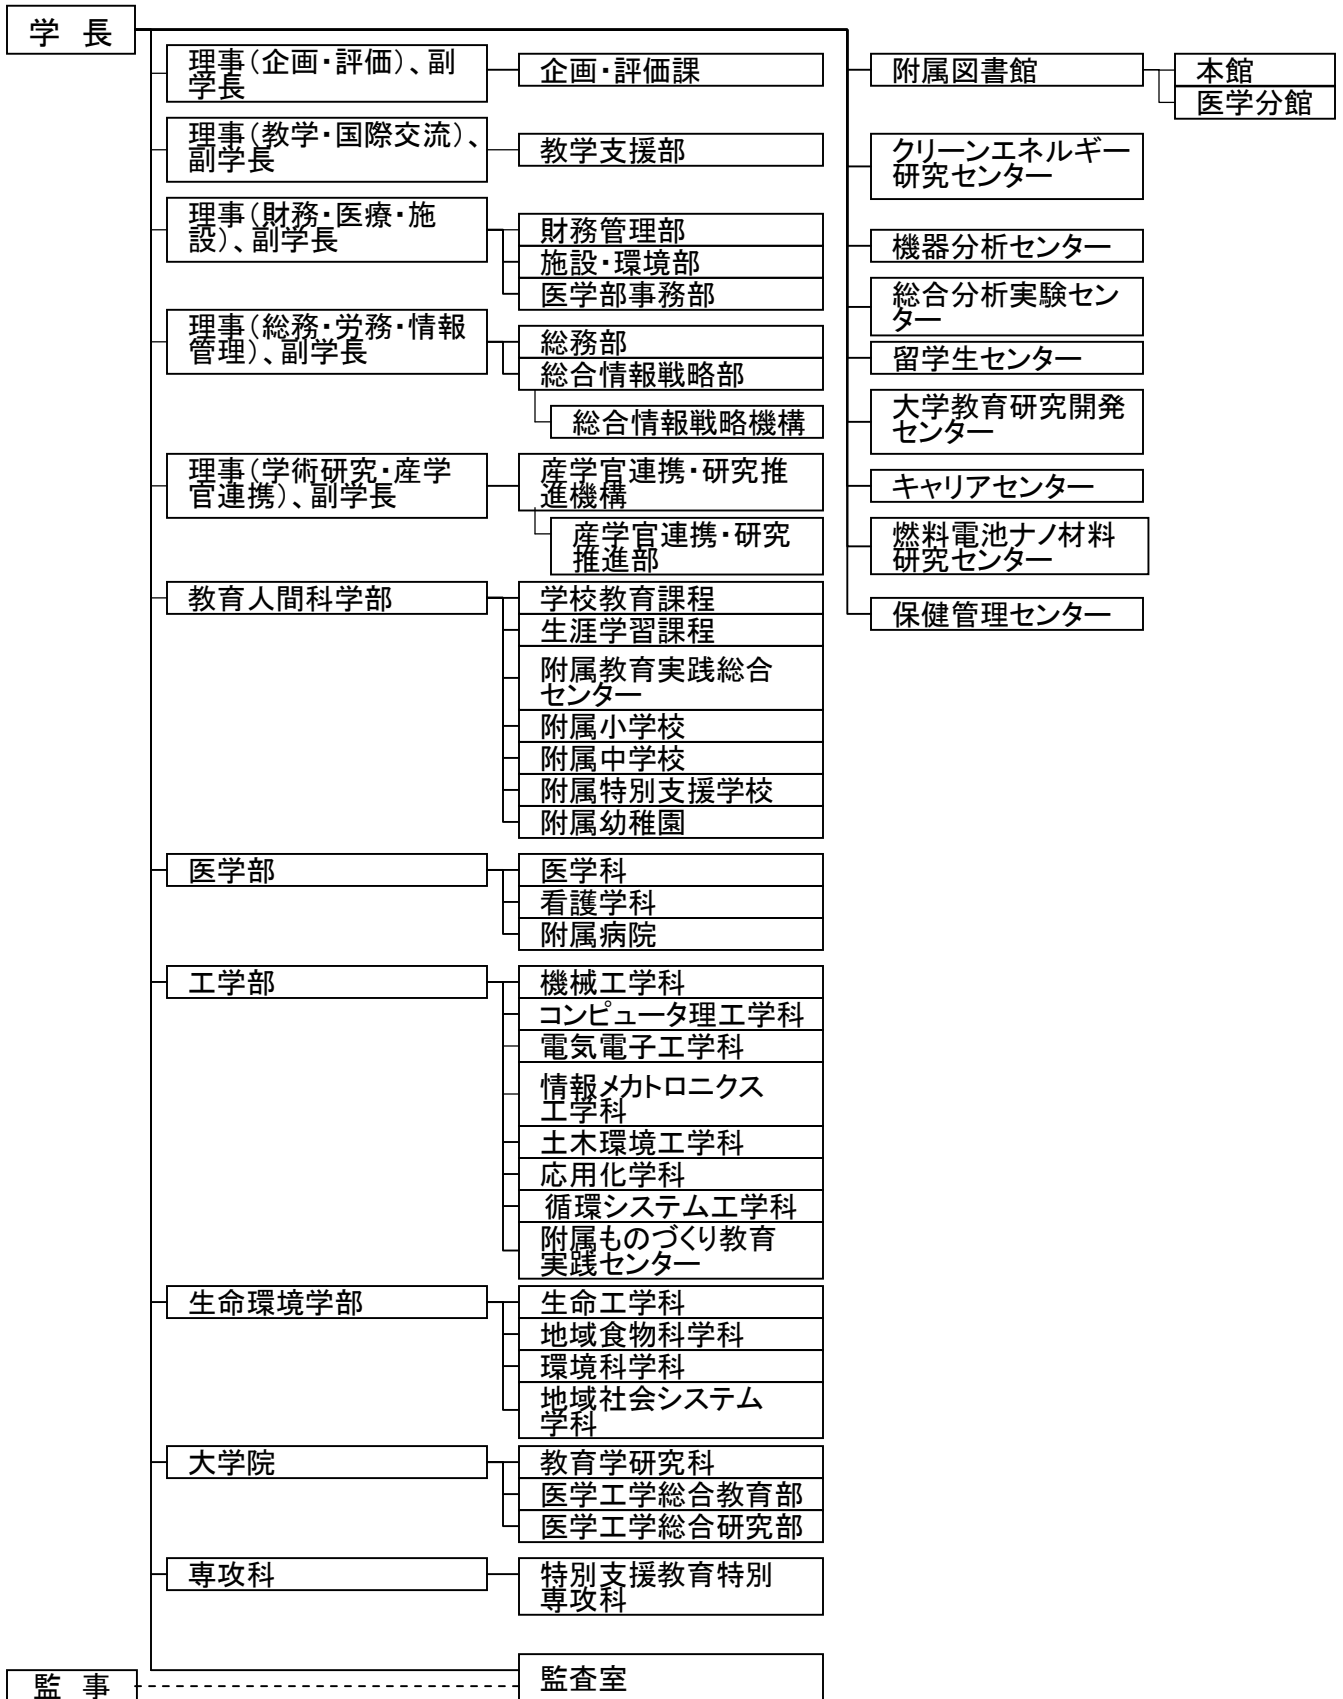 学 長
理事(企画・評価)、副
学長
企画・評価課
理事(教学・国際交流)、
副学長
教学支援部
理事(財務・医療・施
設)、副学長
財務管理部
施設・環境部
医学部事務部
理事(総務・労務・情報
管理)、副学長
総務部
総合情報戦略部
総合情報戦略機構
理事(学術研究・産学
官連携)、副学長
産学官連携・研究推
進機構
産学官連携・研究
推進部
教育人間科学部
学校教育課程
生涯学習課程
附属教育実践総合
センター
附属小学校
附属中学校
附属特別支援学校
附属幼稚園
医学部
医学科
看護学科
附属病院
工学部
機械工学科
コンピュータ理工学科
電気電子工学科
情報メカトロニクス
工学科
土木環境工学科
応用化学科
循環システム工学科
附属ものづくり教育
実践センター
生命環境学部
生命工学科
地域食物科学科
環境科学科
地域社会システム
学科
大学院
教育学研究科
医学工学総合教育部
医学工学総合研究部
専攻科
特別支援教育特別
専攻科
監査室
監 事
附属図書館
本館
医学分館
クリーンエネルギー
研究センター
機器分析センター
総合分析実験セン
ター
留学生センター
大学教育研究開発
センター
キャリアセンター
燃料電池ナノ材料
研究センター
保健管理センター